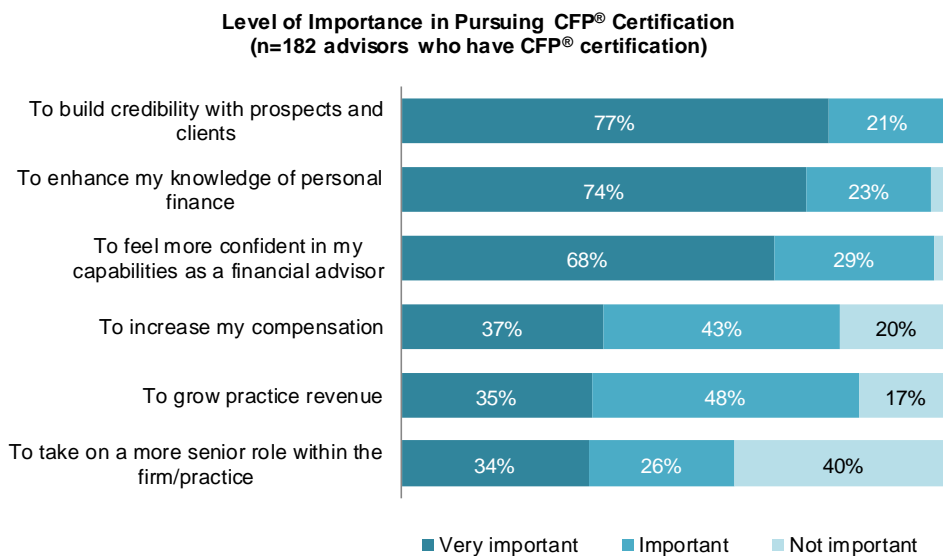 Level of Importance in Pursuing CFP® Certification
(n=182 advisors who have CFP® certification)
To build credibility with prospects and
clients
77%
21%
To enhance my knowledge of personal
finance
74%
23%
To feel more confident in my
capabilities as a financial advisor
68%
29%
To increase my compensation
37%
43%
20%
To grow practice revenue
35%
48%
17%
To take on a more senior role within the
firm/practice
34%
26%
40%
Very important
Important
Not important